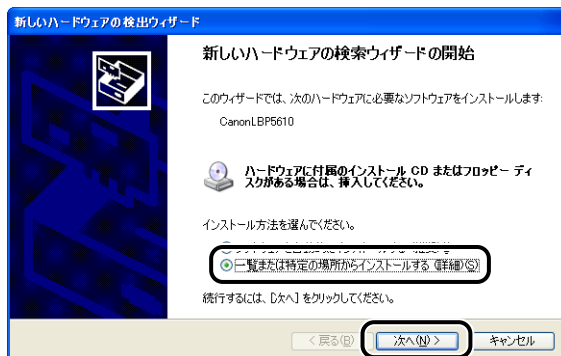 新しいハードウェアの検出ウィザード
新しいハードウェアの検索ウィザードの開始
このウィザードでは、次のハードウェアに必要なソフトウェアをインストールします:
CanonLBP5610
ハードウェアに付属のインストール CD またはフロッピー ディ
スクがある場合は、挿入してください。
インストール方法を選んでください。
一覧または特定の場所からインストールする (詳細)(S)
続行するには、[次へ] をクリックしてください。
< 戻る(B)
次へ(N) >
キャンセル